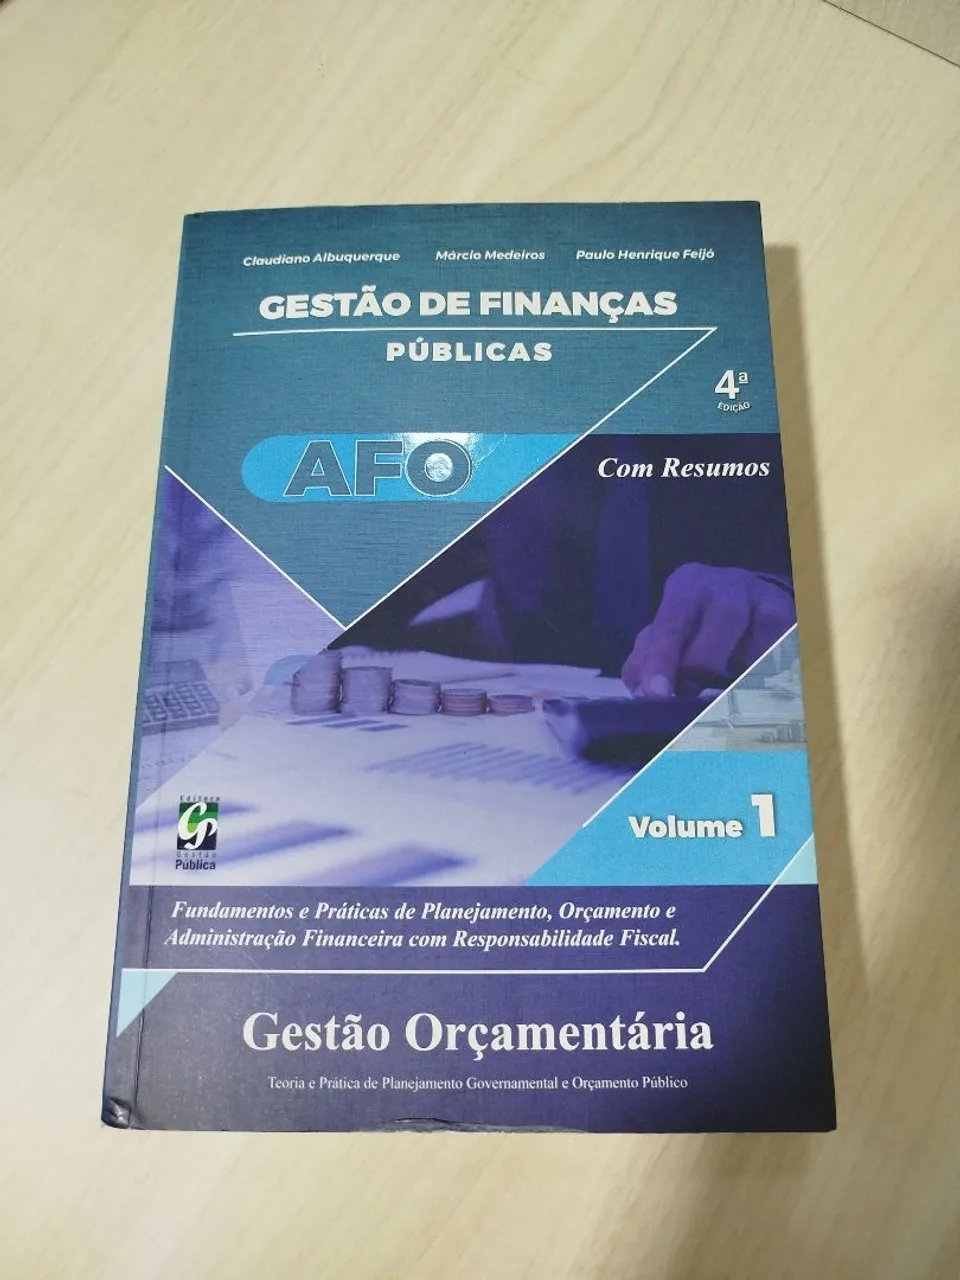 Claudiano Albuquerque Márcio Medeiros Paulo Henrique Feijó
GESTÃO DE FINANÇAS
PÚBLICAS
4ª
EDIÇÃO
AFO
Com Resumos
Volume 1
Editora
GP
Gestão
Pública
Fundamentos e Práticas de Planejamento, Orçamento e
Administração Financeira com Responsabilidade Fiscal.
Gestão Orçamentária
Teoria e Prática de Planejamento Governamental e Orçamento Público